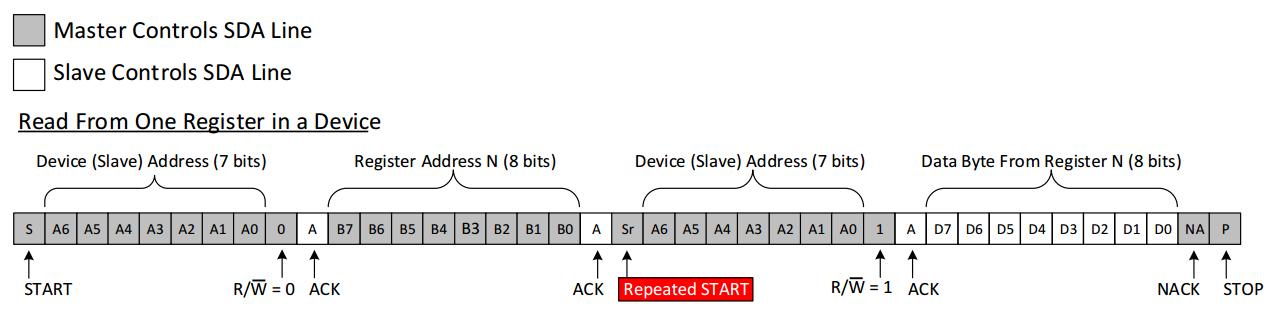 Master Controls SDA Line
Slave Controls SDA Line
Read From One Register in a Device
Device (Slave) Address (7 bits) Register Address N (8 bits) Device (Slave) Address (7 bits) Data Byte From Register N (8 bits)
S A6 A5 A4 A3 A2 A1 A0 0 A B7 B6 B5 B4 B3 B2 B1 B0 A Sr A6 A5 A4 A3 A2 A1 A0 1 A D7 D6 D5 D4 D3 D2 D1 D0 NA P
START R/W̅ = 0 ACK ACK Repeated START R/W̅ = 1 ACK NACK STOP